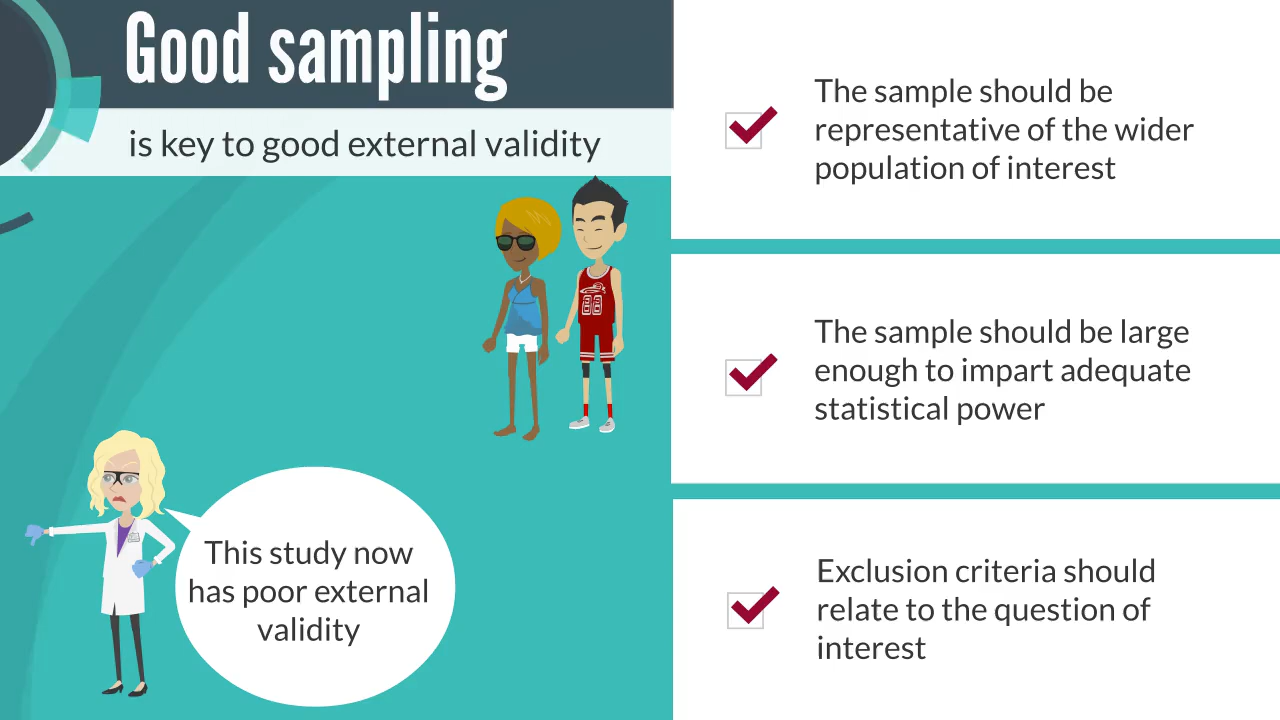 Good sampling
is key to good external validity
The sample should be
representative of the wider
population of interest
The sample should be large
enough to impart adequate
statistical power
Exclusion criteria should
relate to the question of
interest
This study now
has poor external
validity